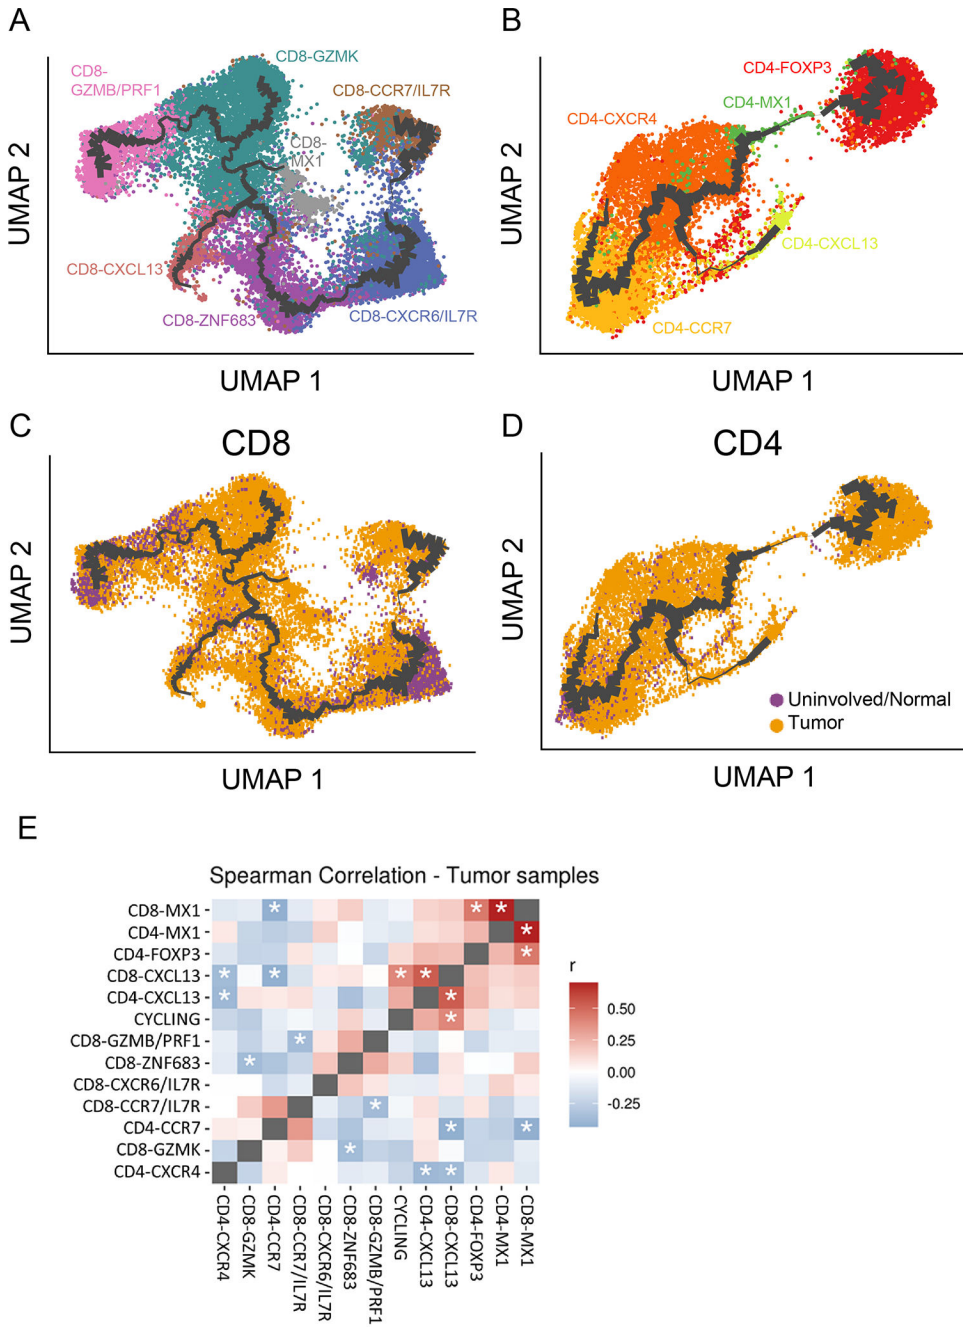 A
B
CD8-
GZMB/PRF1
CD8-GZMK
CD8-CCR7/IL7R
CD8-
MX1
CD8-CXCL13
CD8-ZNF683
CD8-CXCR6/IL7R
UMAP 2
UMAP 1
CD4-FOXP3
CD4-MX1
CD4-CXCR4
CD4-CXCL13
CD4-CCR7
UMAP 2
UMAP 1
C
D
CD8
UMAP 2
UMAP 1
CD4
UMAP 2
Uninvolved/Normal
Tumor
UMAP 1
E
Spearman Correlation - Tumor samples
CD8-MX1
* * *
CD4-MX1
*
CD4-FOXP3
*
CD8-CXCL13
* * * *
CD4-CXCL13
* *
CYCLING
*
CD8-GZMB/PRF1
*
CD8-ZNF683
*
CD8-CXCR6/IL7R
CD8-CCR7/IL7R
*
CD4-CCR7
* *
CD8-GZMK
*
CD4-CXCR4
* *
CD4-CXCR4
CD8-GZMK
CD4-CCR7
CD8-CCR7/IL7R
CD8-CXCR6/IL7R
CD8-ZNF683
CD8-GZMB/PRF1
CYCLING
CD4-CXCL13
CD8-CXCL13
CD4-FOXP3
CD4-MX1
CD8-MX1
r
0.50
0.25
0.00
-0.25